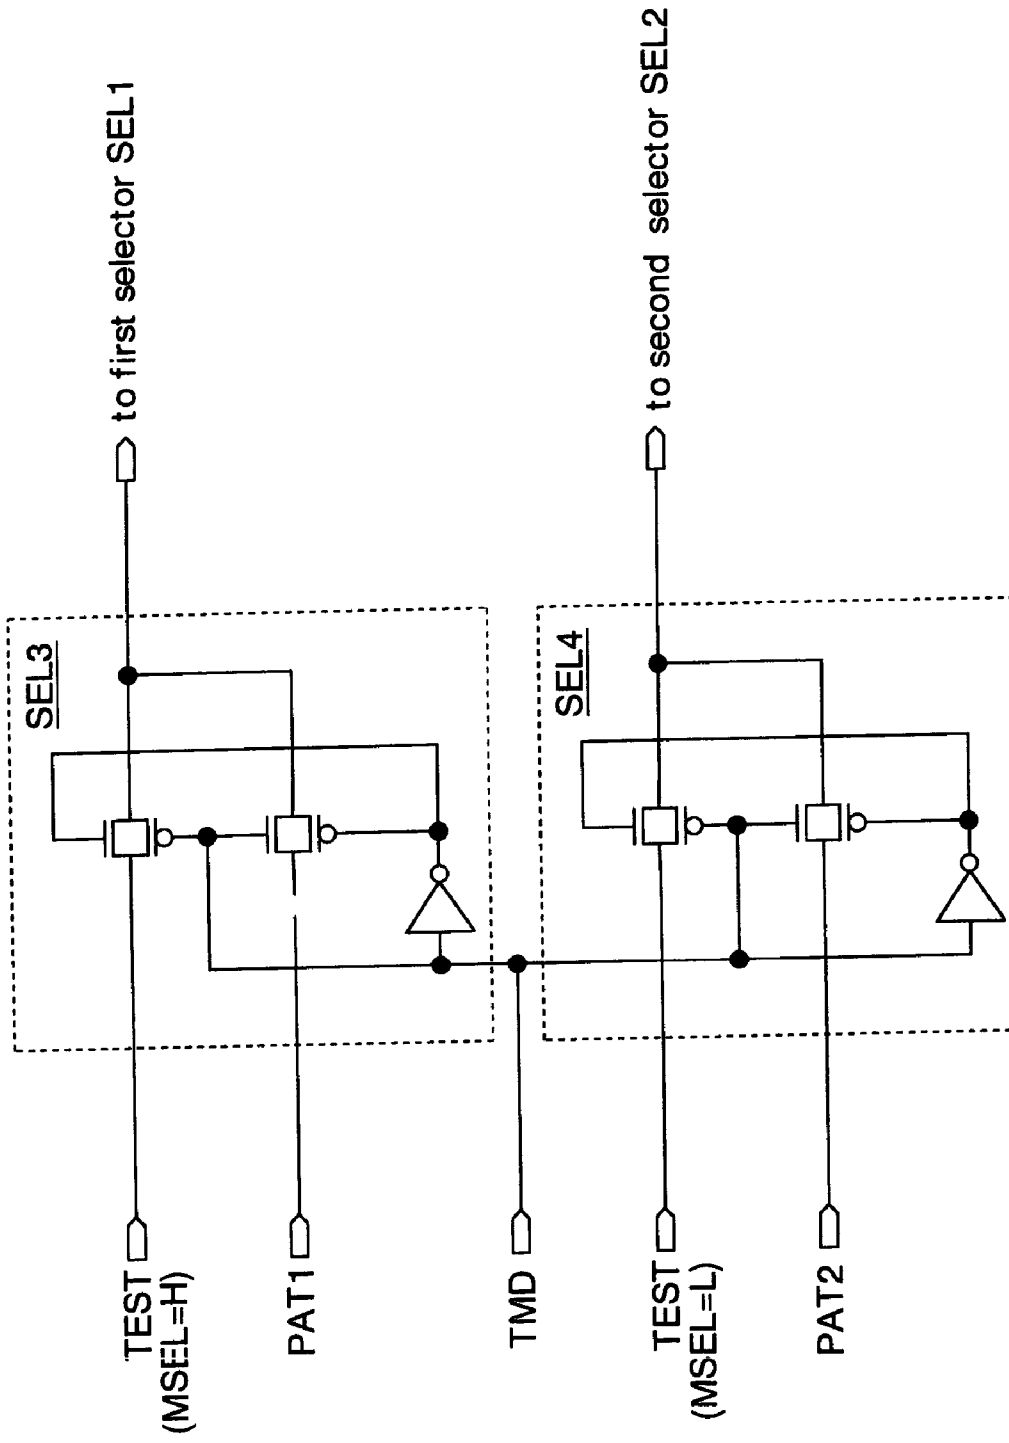 to first selector SEL1
to second selector SEL2
SEL3
SEL4
TEST
(MSEL=H)
PAT1
TMD
TEST
(MSEL=L)
PAT2